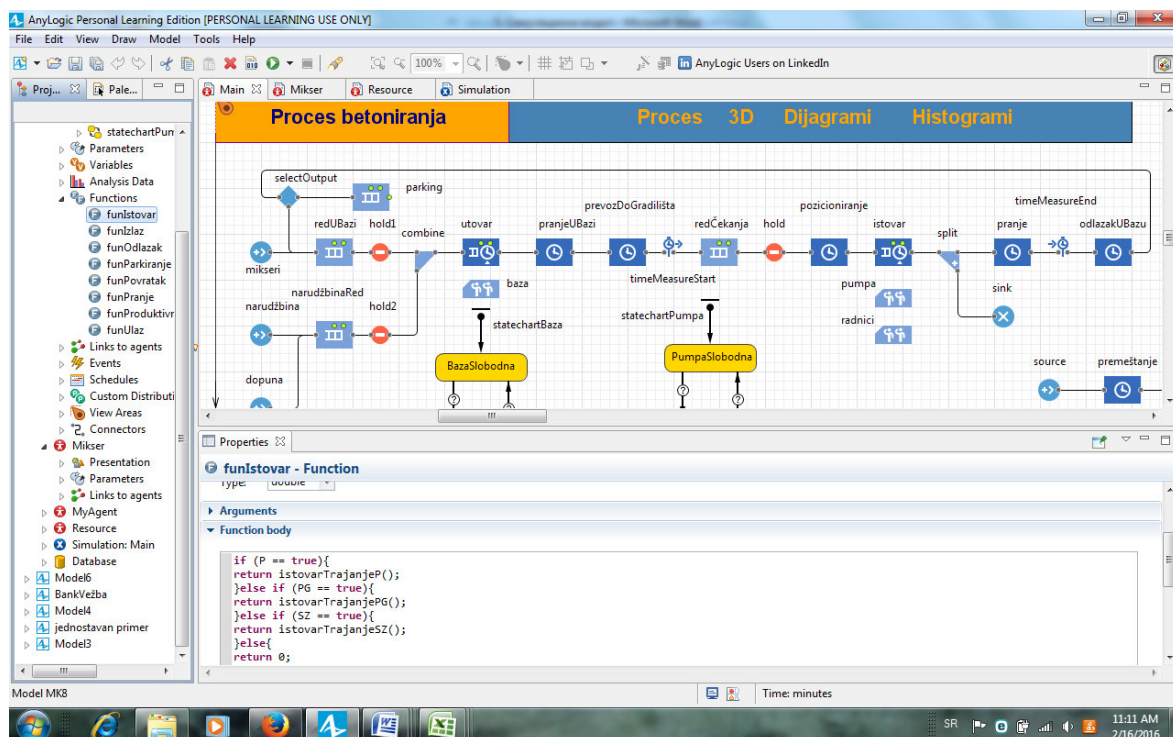 AnyLogic Personal Learning Edition [PERSONAL LEARNING USE ONLY]
File Edit View Draw Model Tools Help
100%
AnyLogic Users on LinkedIn
Proj... Pale...
Main Mikser Resource Simulation
statechartPum
Parameters
Variables
Analysis Data
Functions
funIstovar
funIzlaz
funOdlazak
funParkiranje
funPovratak
funPranje
funProduktivr
funUlaz
Links to agents
Events
Schedules
Custom Distributi
View Areas
Connectors
Mikser
Presentation
Parameters
Links to agents
MyAgent
Resource
Simulation: Main
Database
Model6
BankVežba
Model4
jednostavan primer
Model3
Proces betoniranja Proces 3D Dijagrami Histogrami
selectOutput
parking
prevozDoGradilišta pozicioniranje timeMeasureEnd
redUBazi hold1 combine utovar pranjeUBazi redČekanja hold istovar split pranje odlazakUBazu
mikseri
narudžbinaRed baza timeMeasureStart pumpa sink
narudžbina hold2 statechartBaza statechartPumpa radnici
BazaSlobodna PumpaSlobodna
source premeštanje
dopuna
Properties
funIstovar - Function
Type: double
Arguments
Function body
if (P == true){
return istovarTrajanjeP();
}else if (PG == true){
return istovarTrajanjePG();
}else if (SZ == true){
return istovarTrajanjeSZ();
}else{
return 0;
Model MK8 Time: minutes
SR 11:11 AM
2/16/2016